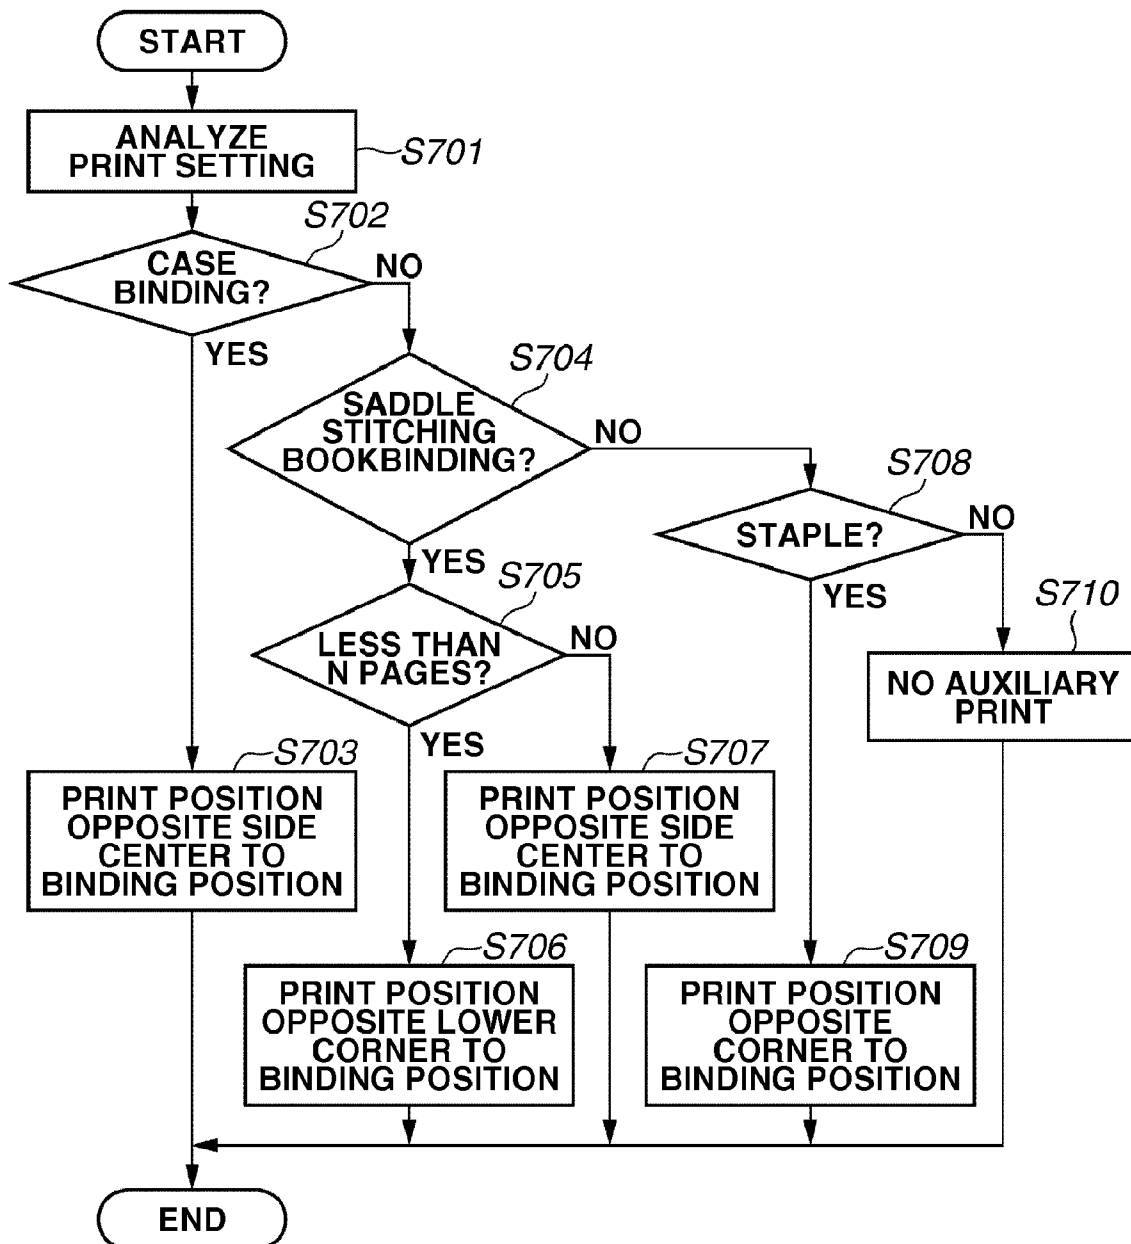 START
ANALYZE
PRINT SETTING
S701
S702
CASE
BINDING?
NO
YES
S704
SADDLE
STITCHING
BOOKBINDING?
NO
YES
S708
STAPLE?
NO
YES
S705
LESS THAN
N PAGES?
NO
YES
S710
NO AUXILIARY
PRINT
S703
PRINT POSITION
OPPOSITE SIDE
CENTER TO
BINDING POSITION
S707
PRINT POSITION
OPPOSITE SIDE
CENTER TO
BINDING POSITION
S706
PRINT POSITION
OPPOSITE LOWER
CORNER TO
BINDING POSITION
S709
PRINT POSITION
OPPOSITE
CORNER TO
BINDING POSITION
END